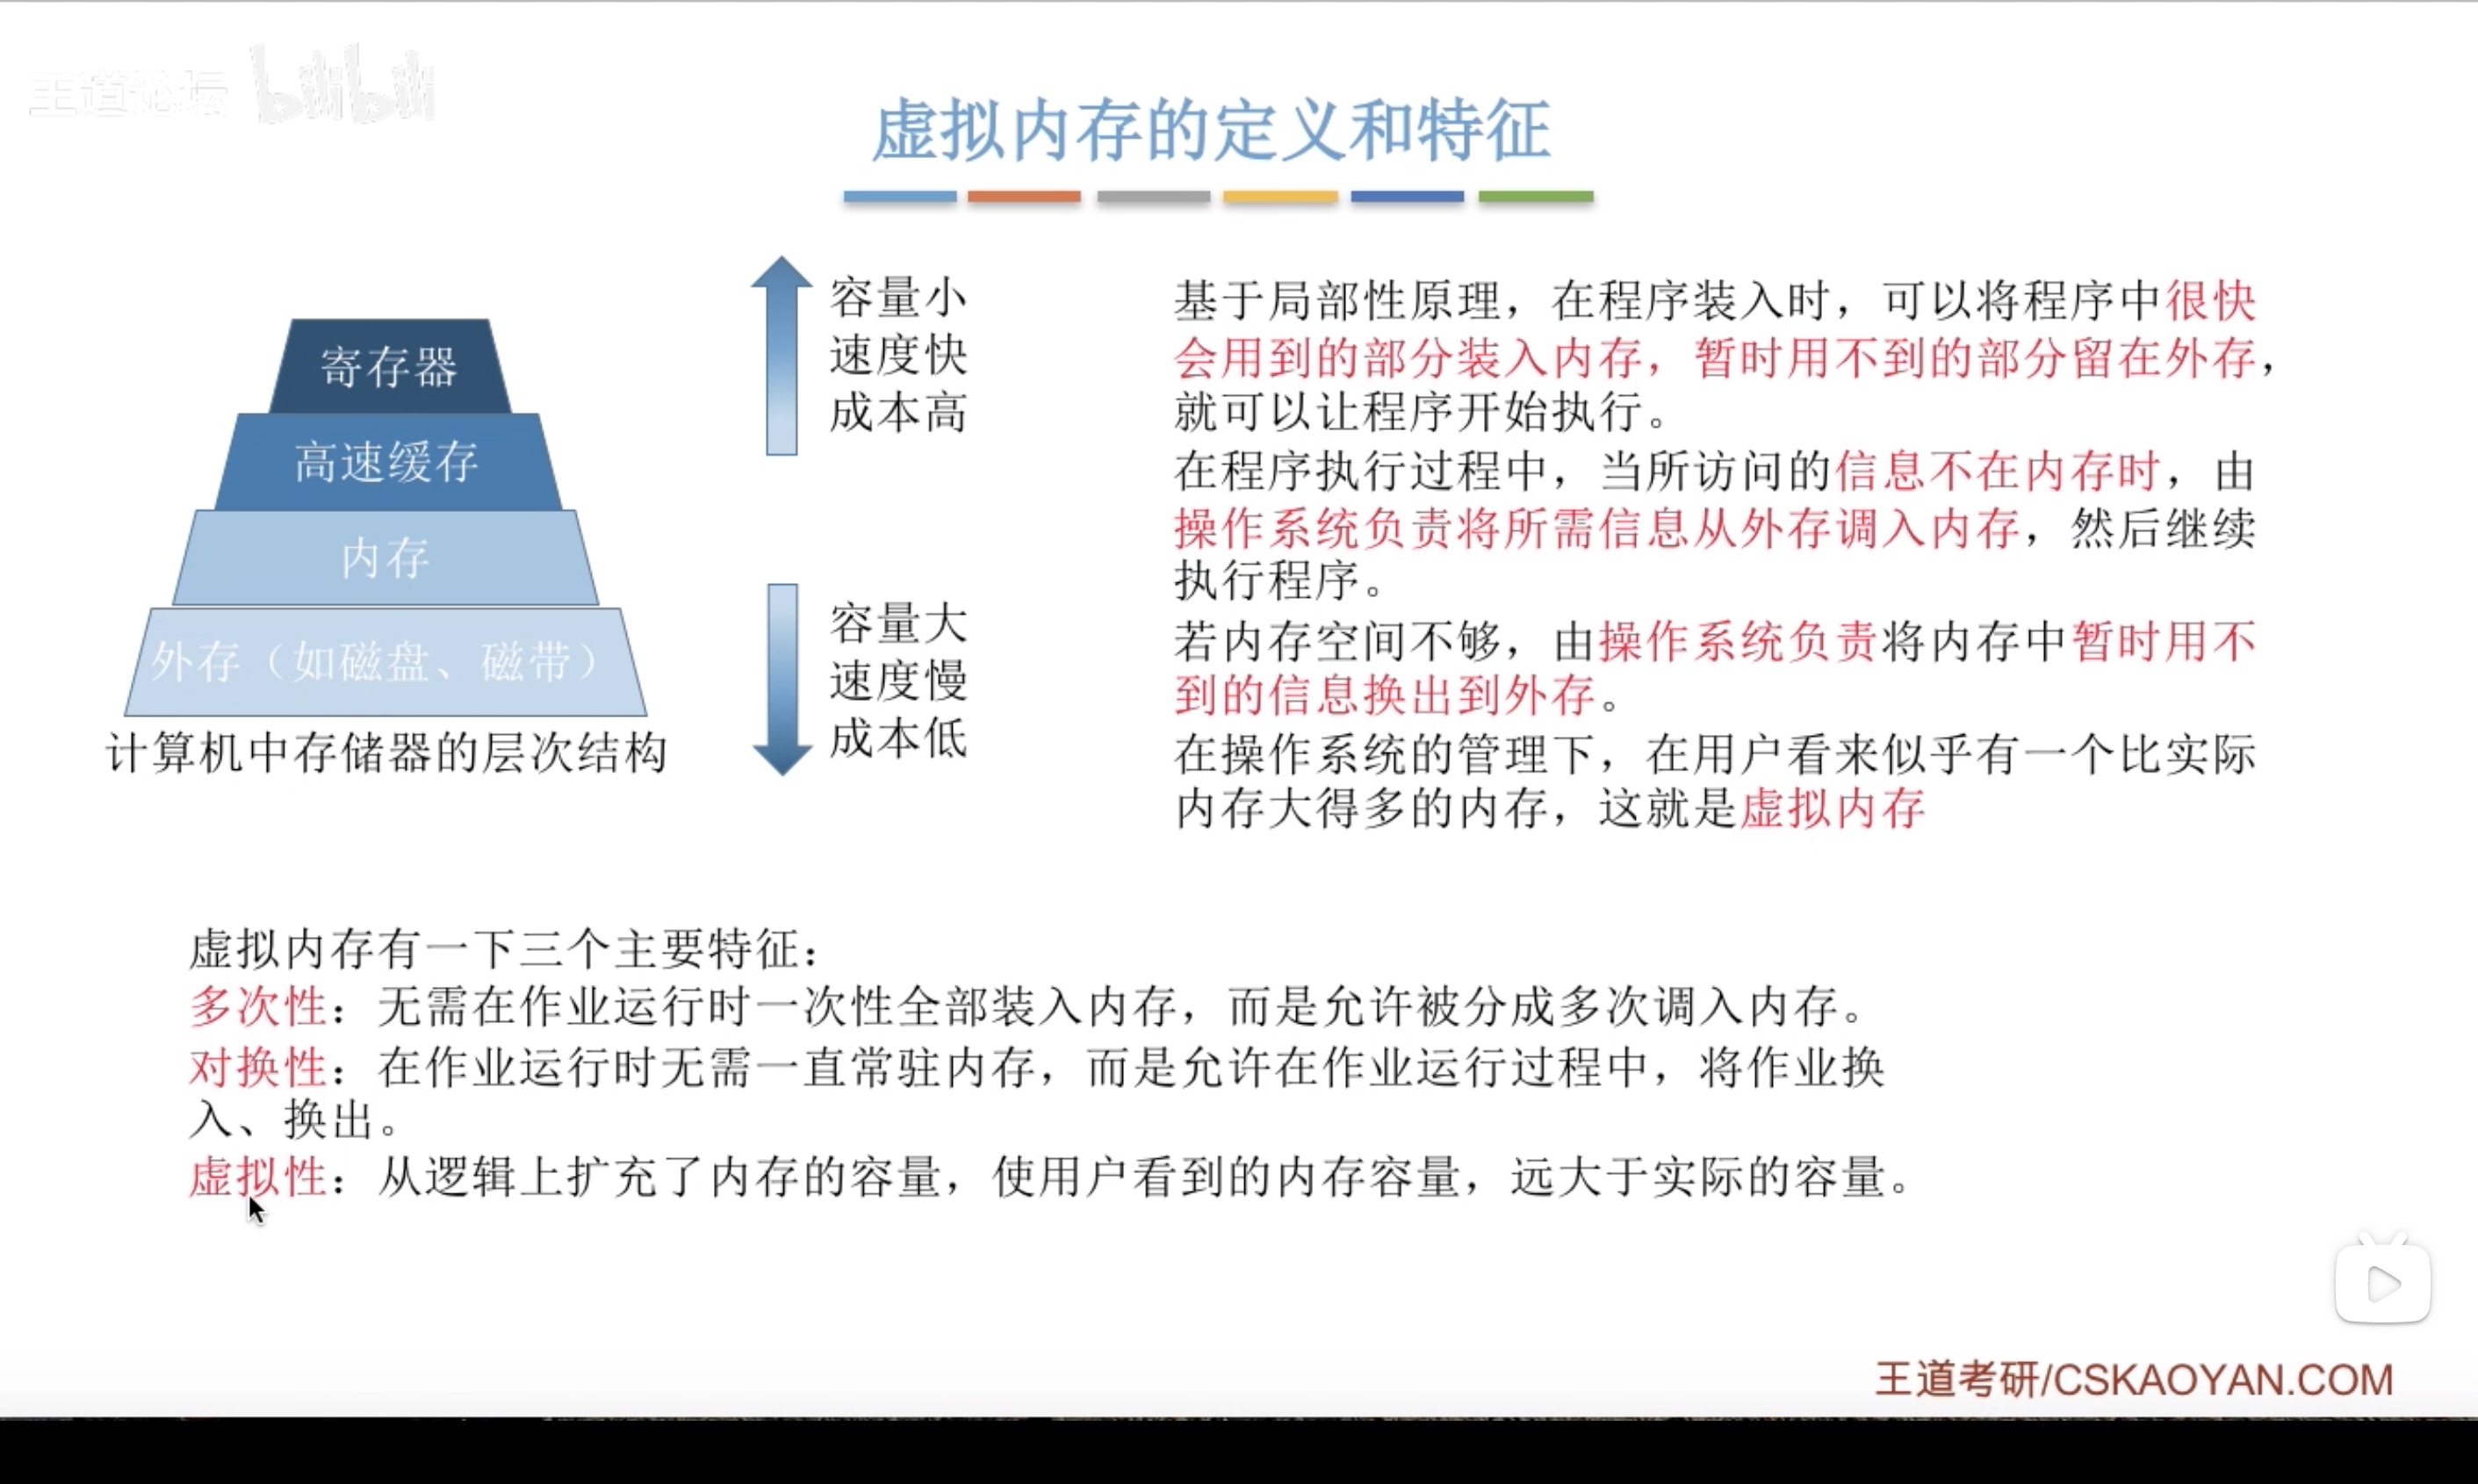 王道论坛 bilibili
虚拟内存的定义和特征
寄存器
高速缓存
内存
外存（如磁盘、磁带）
计算机中存储器的层次结构
容量小
速度快
成本高
容量大
速度慢
成本低
基于局部性原理，在程序装入时，可以将程序中很快
会用到的部分装入内存，暂时用不到的部分留在外存，
就可以让程序开始执行。
在程序执行过程中，当所访问的信息不在内存时，由
操作系统负责将所需信息从外存调入内存，然后继续
执行程序。
若内存空间不够，由操作系统负责将内存中暂时用不
到的信息换出到外存。
在操作系统的管理下，在用户看来似乎有一个比实际
内存大得多的内存，这就是虚拟内存
虚拟内存有一下三个主要特征：
多次性：无需在作业运行时一次性全部装入内存，而是允许被分成多次调入内存。
对换性：在作业运行时无需一直常驻内存，而是允许在作业运行过程中，将作业换
入、换出。
虚拟性：从逻辑上扩充了内存的容量，使用户看到的内存容量，远大于实际的容量。
王道考研/CSKAOYAN.COM